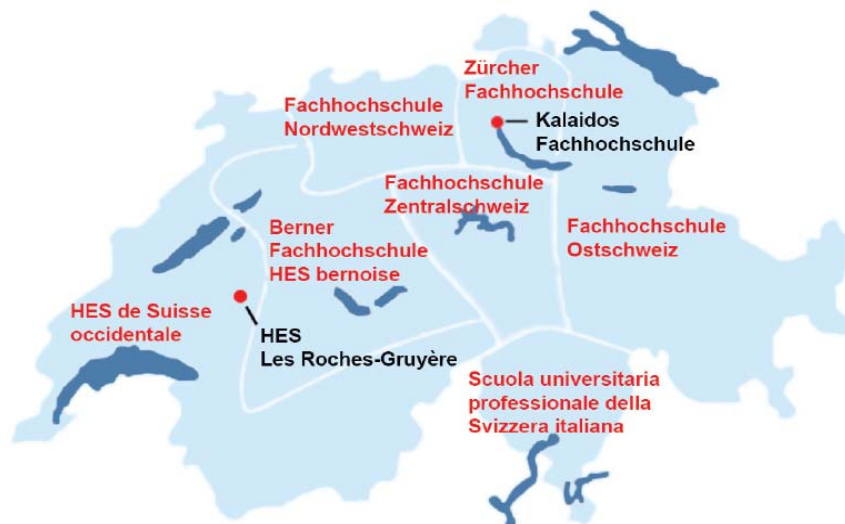 Zürcher
Fachhochschule
Fachhochschule
Nordwestschweiz
Kalaidos
Fachhochschule
Fachhochschule
Zentralschweiz
Berner
Fachhochschule
HES bernoise
Fachhochschule
Ostschweiz
HES de Suisse
occidentale
HES
Les Roches-Gruyère
Scuola universitaria
professionale della
Svizzera italiana